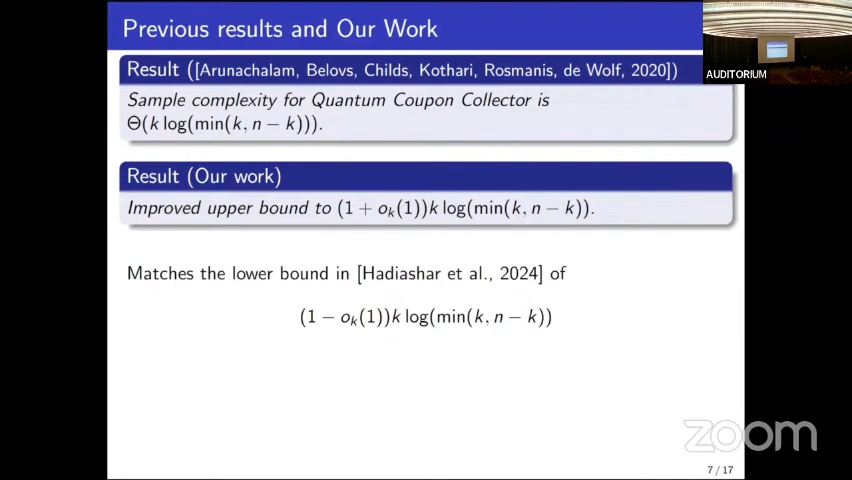 Previous results and Our Work
AUDITORIUM
Result ([Arunachalam, Belovs, Childs, Kothari, Rosmanis, de Wolf, 2020])
Sample complexity for Quantum Coupon Collector is
Θ(k log(min(k, n − k))).
Result (Our work)
Improved upper bound to (1 + oₖ(1))k log(min(k, n − k)).
Matches the lower bound in [Hadiashar et al., 2024] of
(1 − oₖ(1))k log(min(k, n − k))
zoom
7 / 17